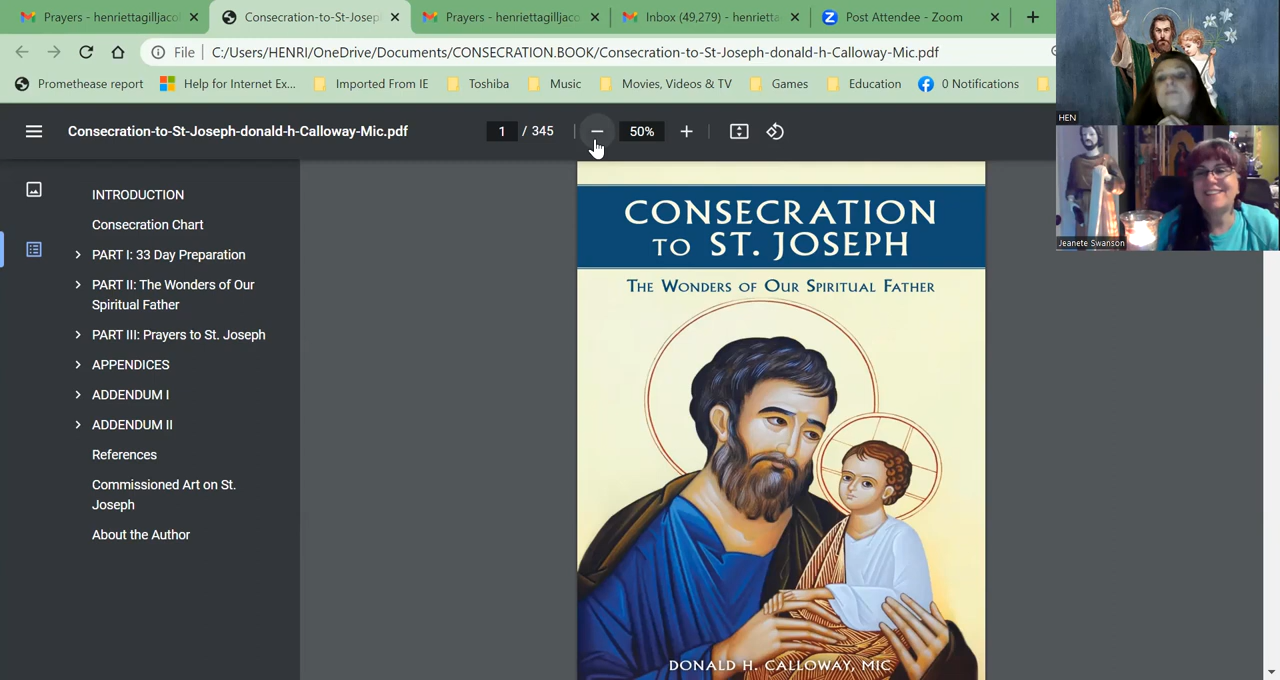 Prayers - henriettagilljaco
Consecration-to-St-Josep
Prayers - henriettagilljaco
Inbox (49,279) - henrietta
Post Attendee - Zoom
File
C:/Users/HENRI/OneDrive/Documents/CONSECRATION.BOOK/Consecration-to-St-Joseph-donald-h-Calloway-Mic.pdf
Promethease report
Help for Internet Ex...
Imported From IE
Toshiba
Music
Movies, Videos & TV
Games
Education
0 Notifications
HEN
Jeanete Swanson
Consecration-to-St-Joseph-donald-h-Calloway-Mic.pdf
1 / 345
50%
INTRODUCTION
Consecration Chart
PART I: 33 Day Preparation
PART II: The Wonders of Our
Spiritual Father
PART III: Prayers to St. Joseph
APPENDICES
ADDENDUM I
ADDENDUM II
References
Commissioned Art on St.
Joseph
About the Author
CONSECRATION
TO ST. JOSEPH
THE WONDERS OF OUR SPIRITUAL FATHER
DONALD H. CALLOWAY, MIC